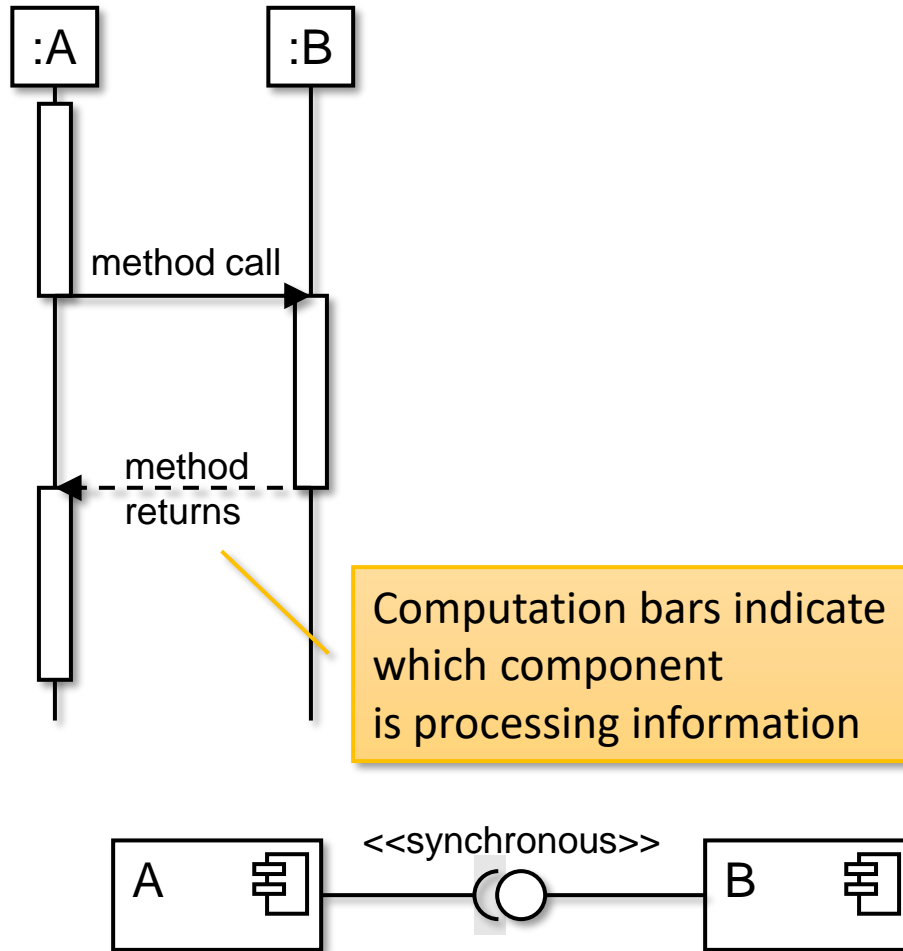 :A
:B
method call
method
returns
Computation bars indicate
which component
is processing information
<<synchronous>>
A
B